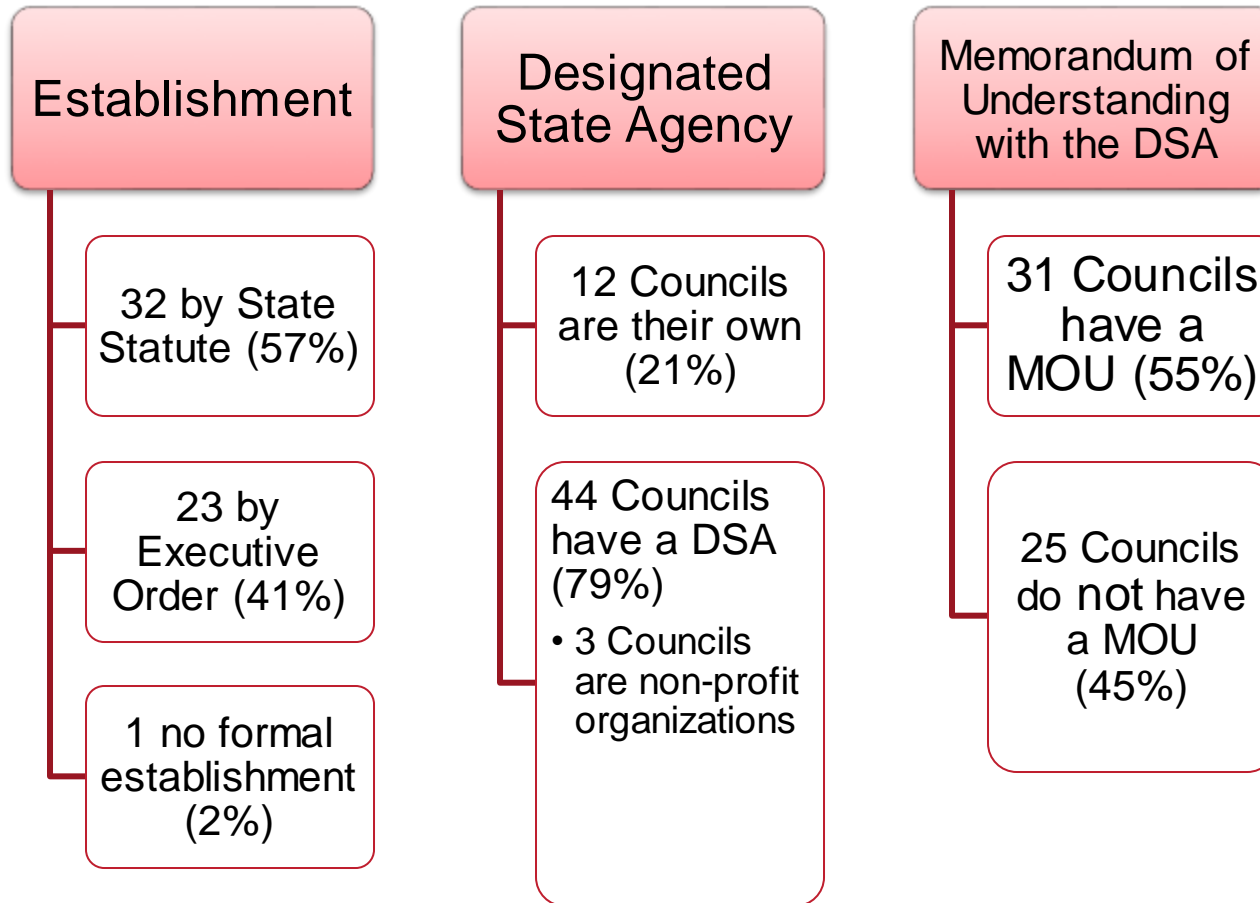 Establishment
32 by State
Statute (57%)
23 by
Executive
Order (41%)
1 no formal
establishment
(2%)
Designated
State Agency
12 Councils
are their own
(21%)
44 Councils
have a DSA
(79%)
• 3 Councils
are non-profit
organizations
Memorandum of
Understanding
with the DSA
31 Councils
have a
MOU (55%)
25 Councils
do not have
a MOU
(45%)